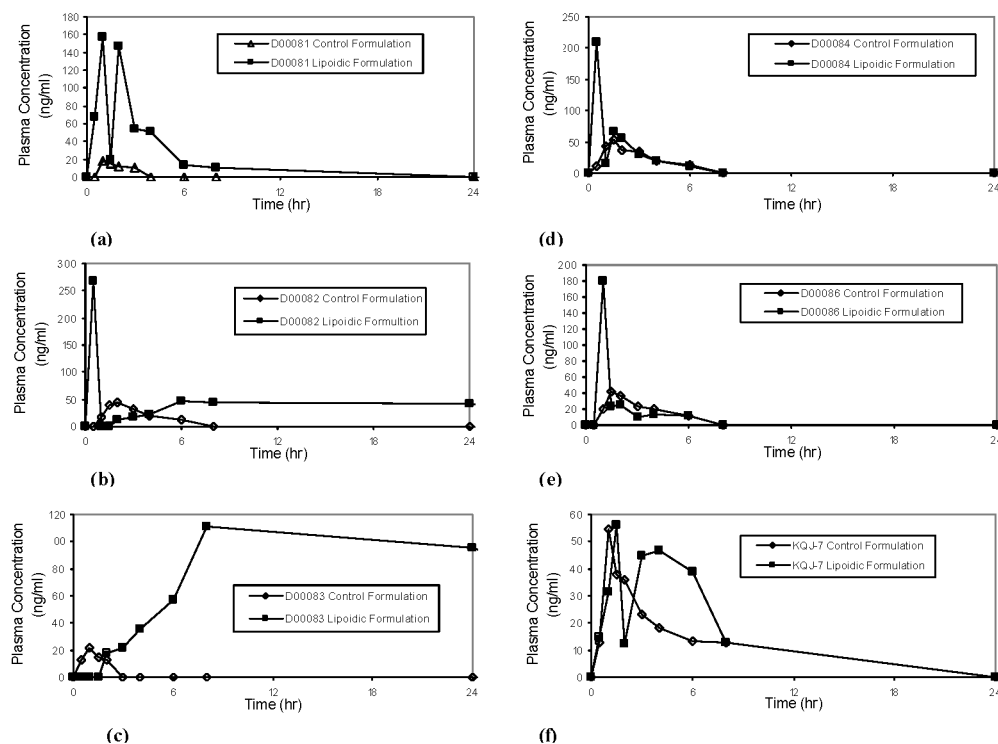 Plasma Concentration
(ng/ml)
180
160
140
120
100
80
60
40
20
0
D00081 Control Formulation
D00081 Lipoidic Formulation
0
6
12
18
24
Time (hr)
(a)
Plasma Concentration
(ng/ml)
250
200
150
100
50
0
D00084 Control Formulation
D00084 Lipoidic Formulation
0
6
12
18
24
Time (hr)
(d)
Plasma Concentration
(ng/ml)
300
250
200
150
100
50
0
D00082 Control Formulation
D00082 Lipoidic Formultion
0
6
12
18
24
Time (hr)
(b)
Plasma Concentration
(ng/ml)
200
180
160
140
120
100
80
60
40
20
0
D00086 Control Formulation
D00086 Lipoidic Formulation
0
6
12
18
24
Time (hr)
(e)
Plasma Concentration
(ng/ml)
120
00
80
60
40
20
0
D00083 Control Formulation
D00083 Lipoidic Formulation
0
6
12
18
24
Time (hr)
(c)
Plasma Concentration
(ng/ml)
60
50
40
30
20
10
0
KQJ-7 Control Formulation
KQJ-7 Lipoidic Formulation
0
6
12
18
24
Time (hr)
(f)